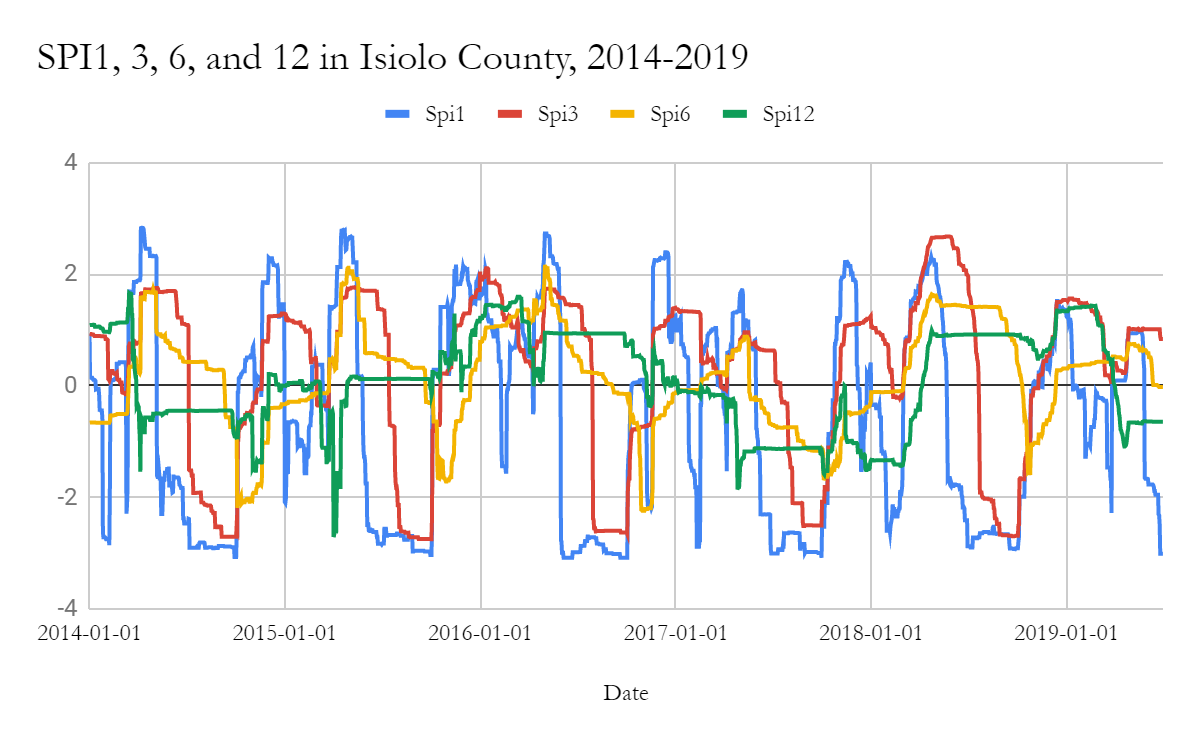 SPI1, 3, 6, and 12 in Isiolo County, 2014-2019
Spi1 Spi3 Spi6 Spi12
4
2
0
-2
-4
2014-01-01 2015-01-01 2016-01-01 2017-01-01 2018-01-01 2019-01-01
Date